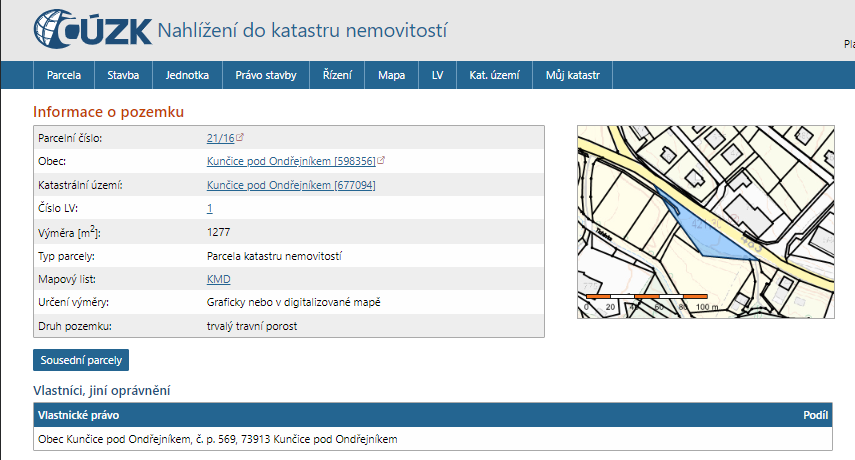 ČÚZK Nahlížení do katastru nemovitostí
Parcela Stavba Jednotka Právo stavby Řízení Mapa LV Kat. území Můj katastr
Informace o pozemku
Parcelní číslo: 21/16
Obec: Kunčice pod Ondřejníkem [598356]
Katastrální území: Kunčice pod Ondřejníkem [677094]
Číslo LV: 1
Výměra [m2]: 1277
Typ parcely: Parcela katastru nemovitostí
Mapový list: KMD
Určení výměry: Graficky nebo v digitalizované mapě
Druh pozemku: trvalý travní porost
0 20 40 60 80 100 m
Sousední parcely
Vlastníci, jiní oprávnění
Vlastnické právo Podíl
Obec Kunčice pod Ondřejníkem, č. p. 569, 73913 Kunčice pod Ondřejníkem